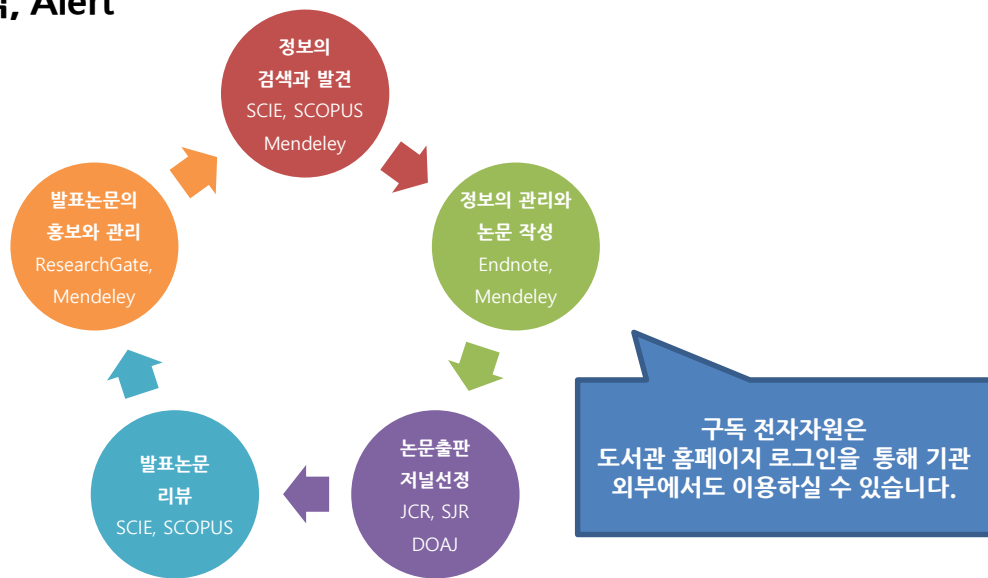 , Alert
정보의
검색과 발견
SCIE, SCOPUS
Mendeley
정보의 관리와
논문 작성
Endnote,
Mendeley
논문출판
저널선정
JCR, SJR
DOAJ
발표논문
리뷰
SCIE, SCOPUS
발표논문의
홍보와 관리
ResearchGate,
Mendeley
구독 전자자원은
도서관 홈페이지 로그인을 통해 기관
외부에서도 이용하실 수 있습니다.